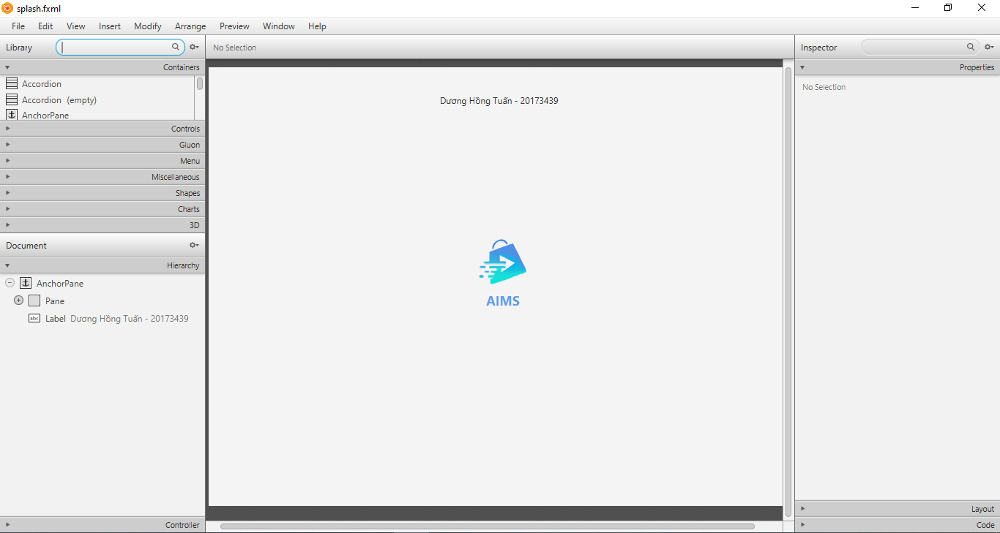 splash.fxml
File Edit View Insert Modify Arrange Preview Window Help
Library
No Selection
Inspector
Containers
Accordion
Accordion (empty)
AnchorPane
Controls
Gluon
Menu
Miscellaneous
Shapes
Charts
3D
Document
Hierarchy
AnchorPane
Pane
abc Label Dương Hồng Tuấn - 20173439
Controller
Dương Hồng Tuấn - 20173439
AIMS
Properties
No Selection
Layout
Code